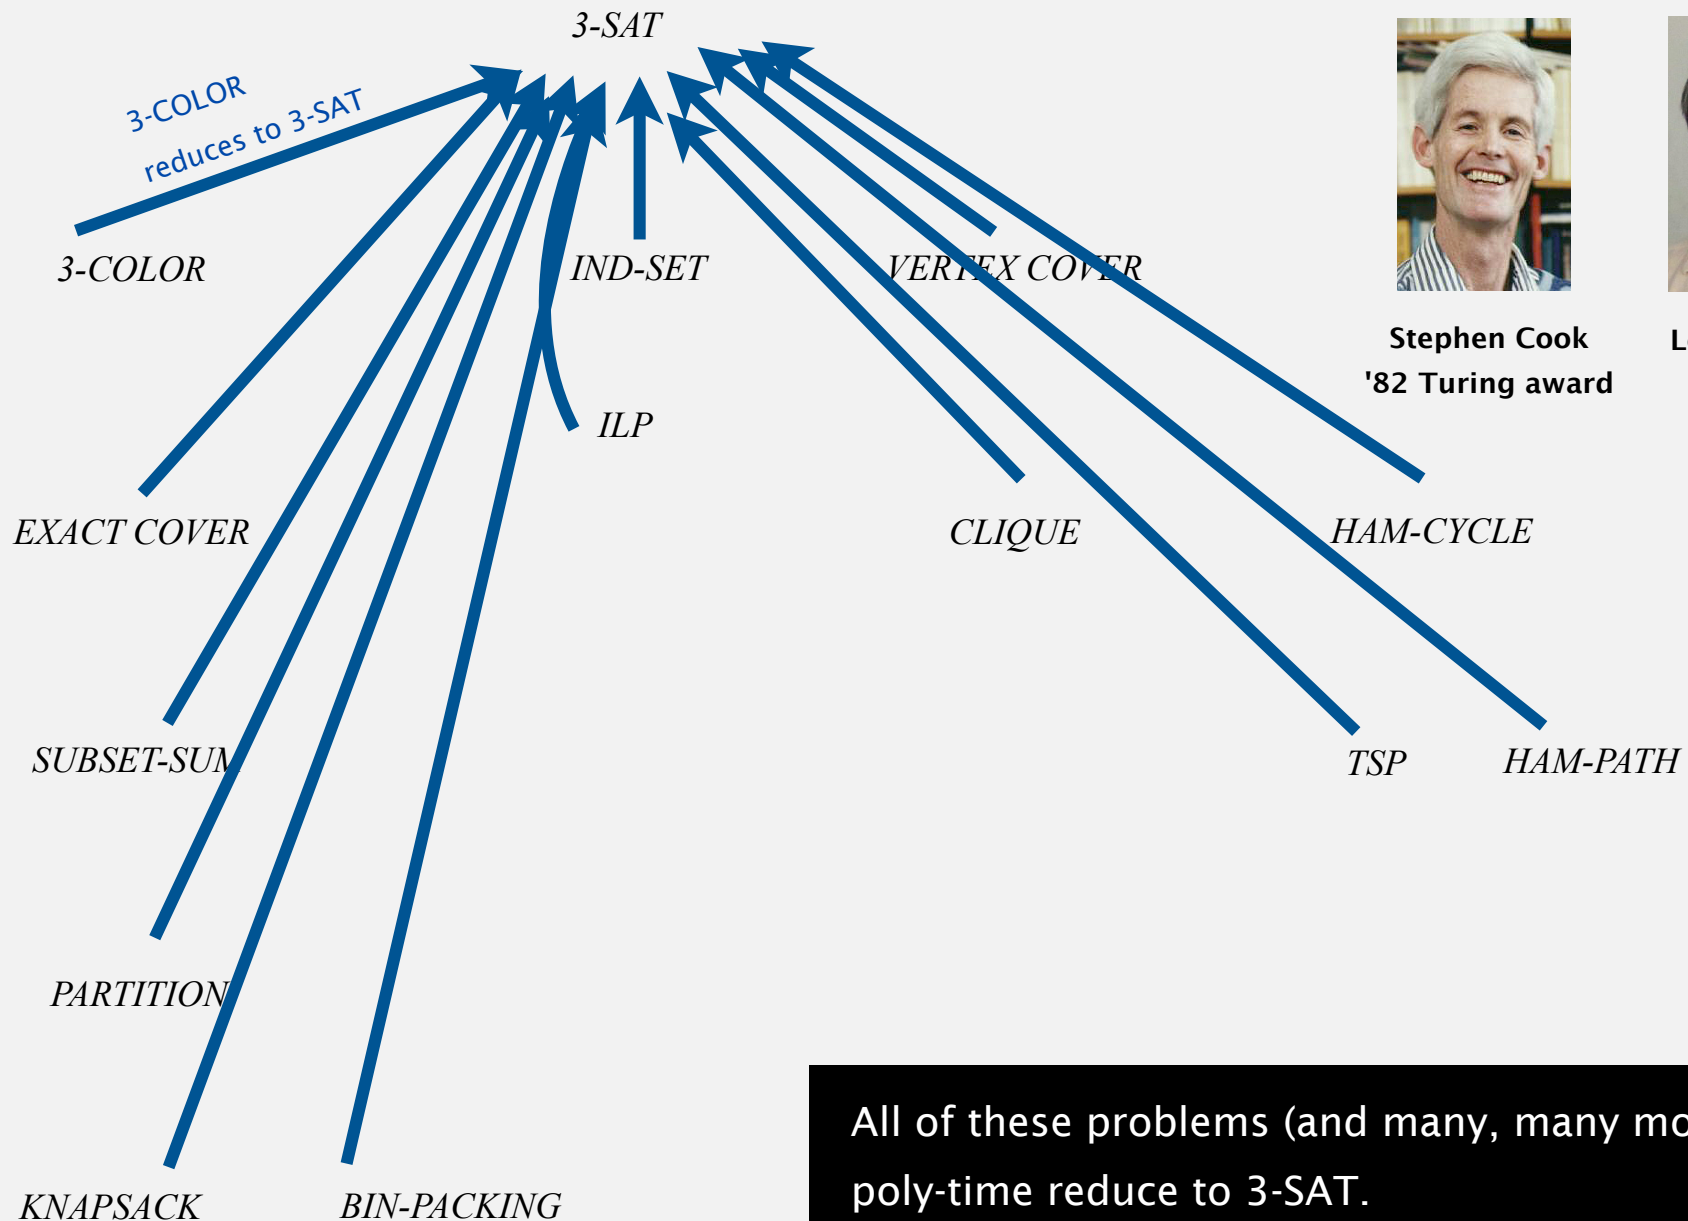 3-SAT
3-COLOR
reduces to 3-SAT
3-COLOR
IND-SET
VERTEX COVER
Stephen Cook
'82 Turing award
ILP
EXACT COVER
CLIQUE
HAM-CYCLE
SUBSET-SUM
TSP
HAM-PATH
PARTITION
All of these problems (and many, many
poly-time reduce to 3-SAT.
KNAPSACK
BIN-PACKING